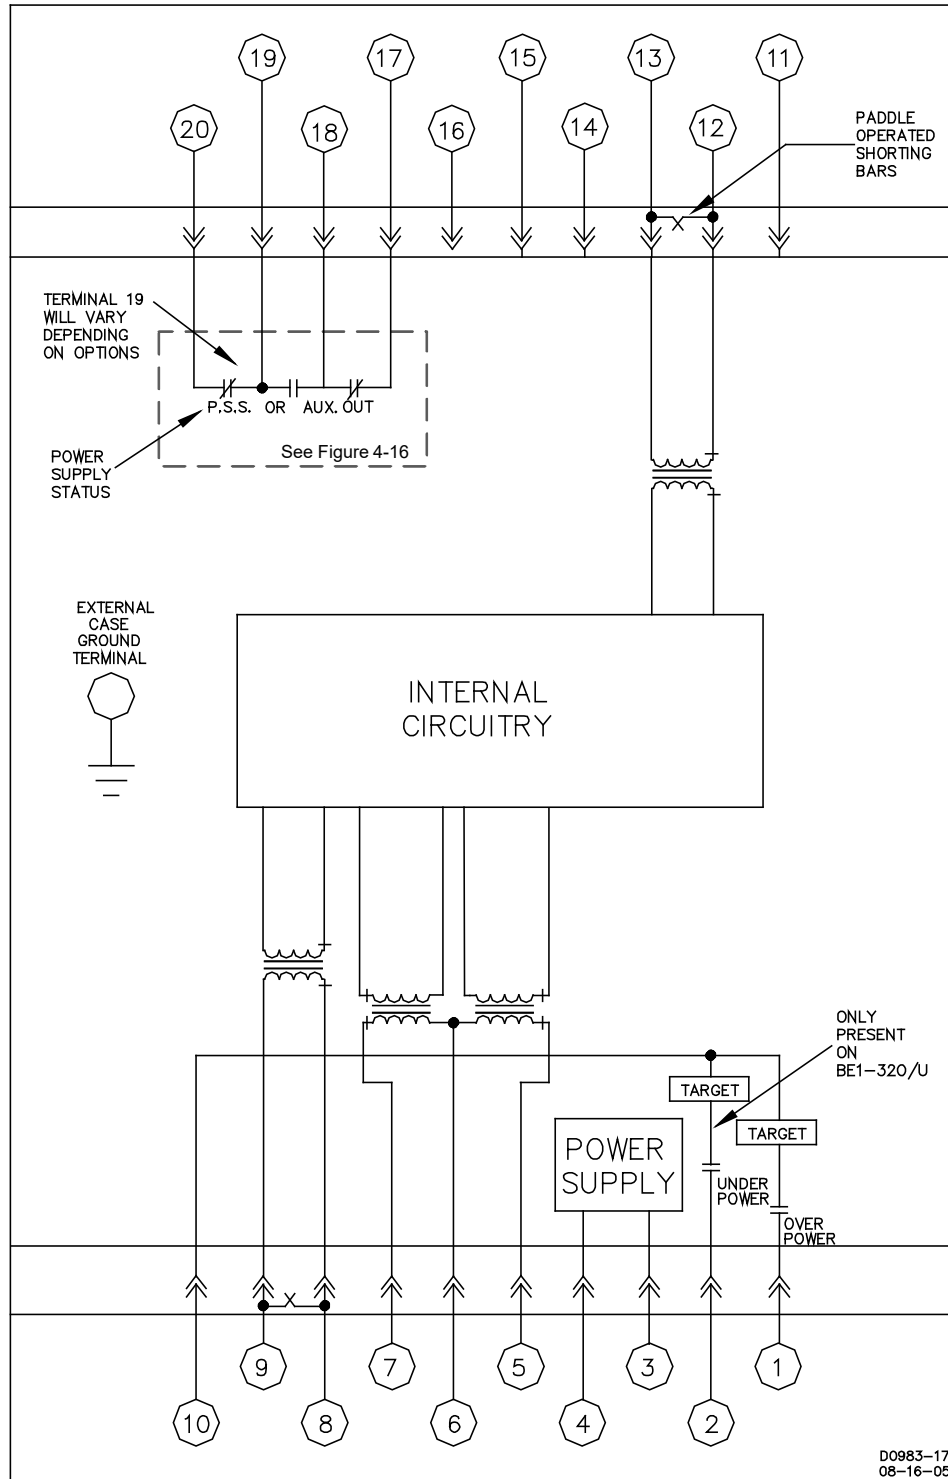 19
17
15
13
11
20
18
16
14
12
PADDLE
OPERATED
SHORTING
BARS
TERMINAL 19
WILL VARY
DEPENDING
ON OPTIONS
P.S.S. OR AUX. OUT
See Figure 4-16
POWER
SUPPLY
STATUS
EXTERNAL
CASE
GROUND
TERMINAL
INTERNAL
CIRCUITRY
ONLY
PRESENT
ON
BE1-320/U
TARGET
TARGET
POWER
SUPPLY
UNDER
POWER
OVER
POWER
9
7
5
3
1
10
8
6
4
2
D0983-17
08-16-05